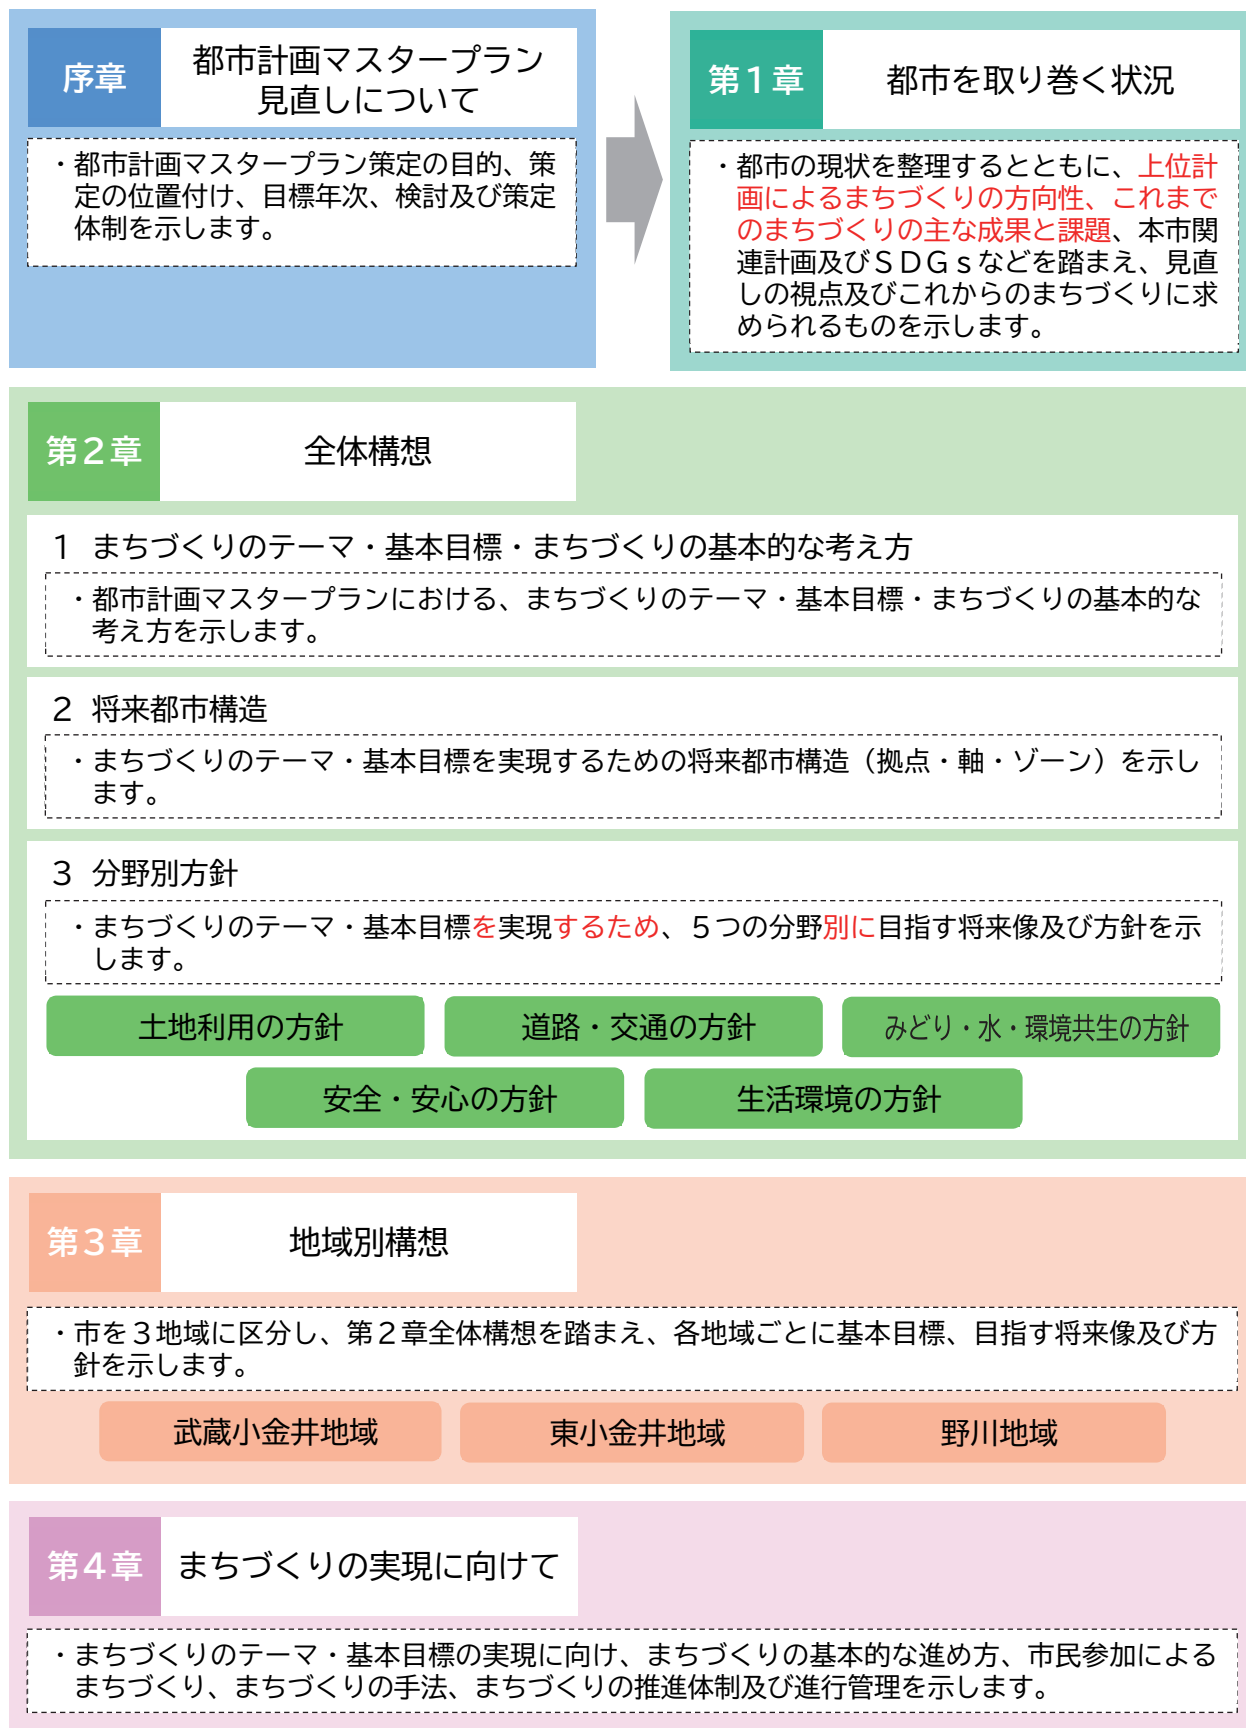 序章
都市計画マスタープラン
見直しについて
・都市計画マスタープラン策定の目的、策
定の位置付け、目標年次、検討及び策定
体制を示します。
第１章
都市を取り巻く状況
・都市の現状を整理するとともに、上位計
画によるまちづくりの方向性、これまで
のまちづくりの主な成果と課題、本市関
連計画及びＳＤＧｓなどを踏まえ、見直
しの視点及びこれからのまちづくりに求
められるものを示します。
第２章
全体構想
１ まちづくりのテーマ・基本目標・まちづくりの基本的な考え方
・都市計画マスタープランにおける、まちづくりのテーマ・基本目標・まちづくりの基本的な
考え方を示します。
２ 将来都市構造
・まちづくりのテーマ・基本目標を実現するための将来都市構造（拠点・軸・ゾーン）を示し
ます。
３ 分野別方針
・まちづくりのテーマ・基本目標を実現するため、５つの分野別に目指す将来像及び方針を示
します。
土地利用の方針
道路・交通の方針
みどり・水・環境共生の方針
安全・安心の方針
生活環境の方針
第３章
地域別構想
・市を３地域に区分し、第２章全体構想を踏まえ、各地域ごとに基本目標、目指す将来像及び方
針を示します。
武蔵小金井地域
東小金井地域
野川地域
第４章
まちづくりの実現に向けて
・まちづくりのテーマ・基本目標の実現に向け、まちづくりの基本的な進め方、市民参加による
まちづくり、まちづくりの手法、まちづくりの推進体制及び進行管理を示します。